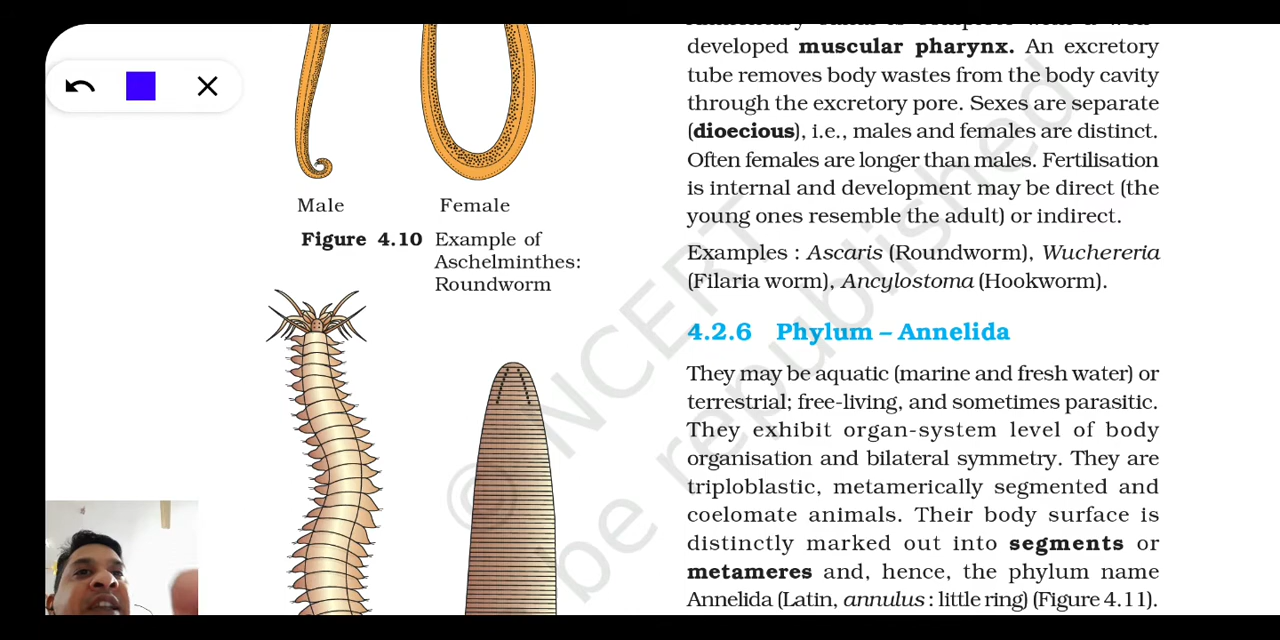 developed muscular pharynx. An excretory
tube removes body wastes from the body cavity
through the excretory pore. Sexes are separate
(dioecious), i.e., males and females are distinct.
Often females are longer than males. Fertilisation
is internal and development may be direct (the
young ones resemble the adult) or indirect.
Examples : Ascaris (Roundworm), Wuchereria
(Filaria worm), Ancylostoma (Hookworm).
4.2.6 Phylum – Annelida
They may be aquatic (marine and fresh water) or
terrestrial; free-living, and sometimes parasitic.
They exhibit organ-system level of body
organisation and bilateral symmetry. They are
triploblastic, metamerically segmented and
coelomate animals. Their body surface is
distinctly marked out into segments or
metameres and, hence, the phylum name
Annelida (Latin, annulus : little ring) (Figure 4.11).
Male Female
Figure 4.10 Example of
Aschelminthes:
Roundworm
© NCERT
be republished